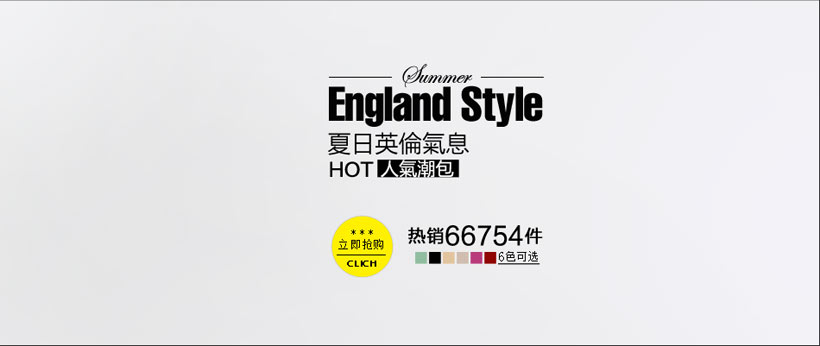 Summer
England Style
夏日英倫氣息
HOT 人氣潮包
***
立即抢购
CLICH
热销66754件
6色可选